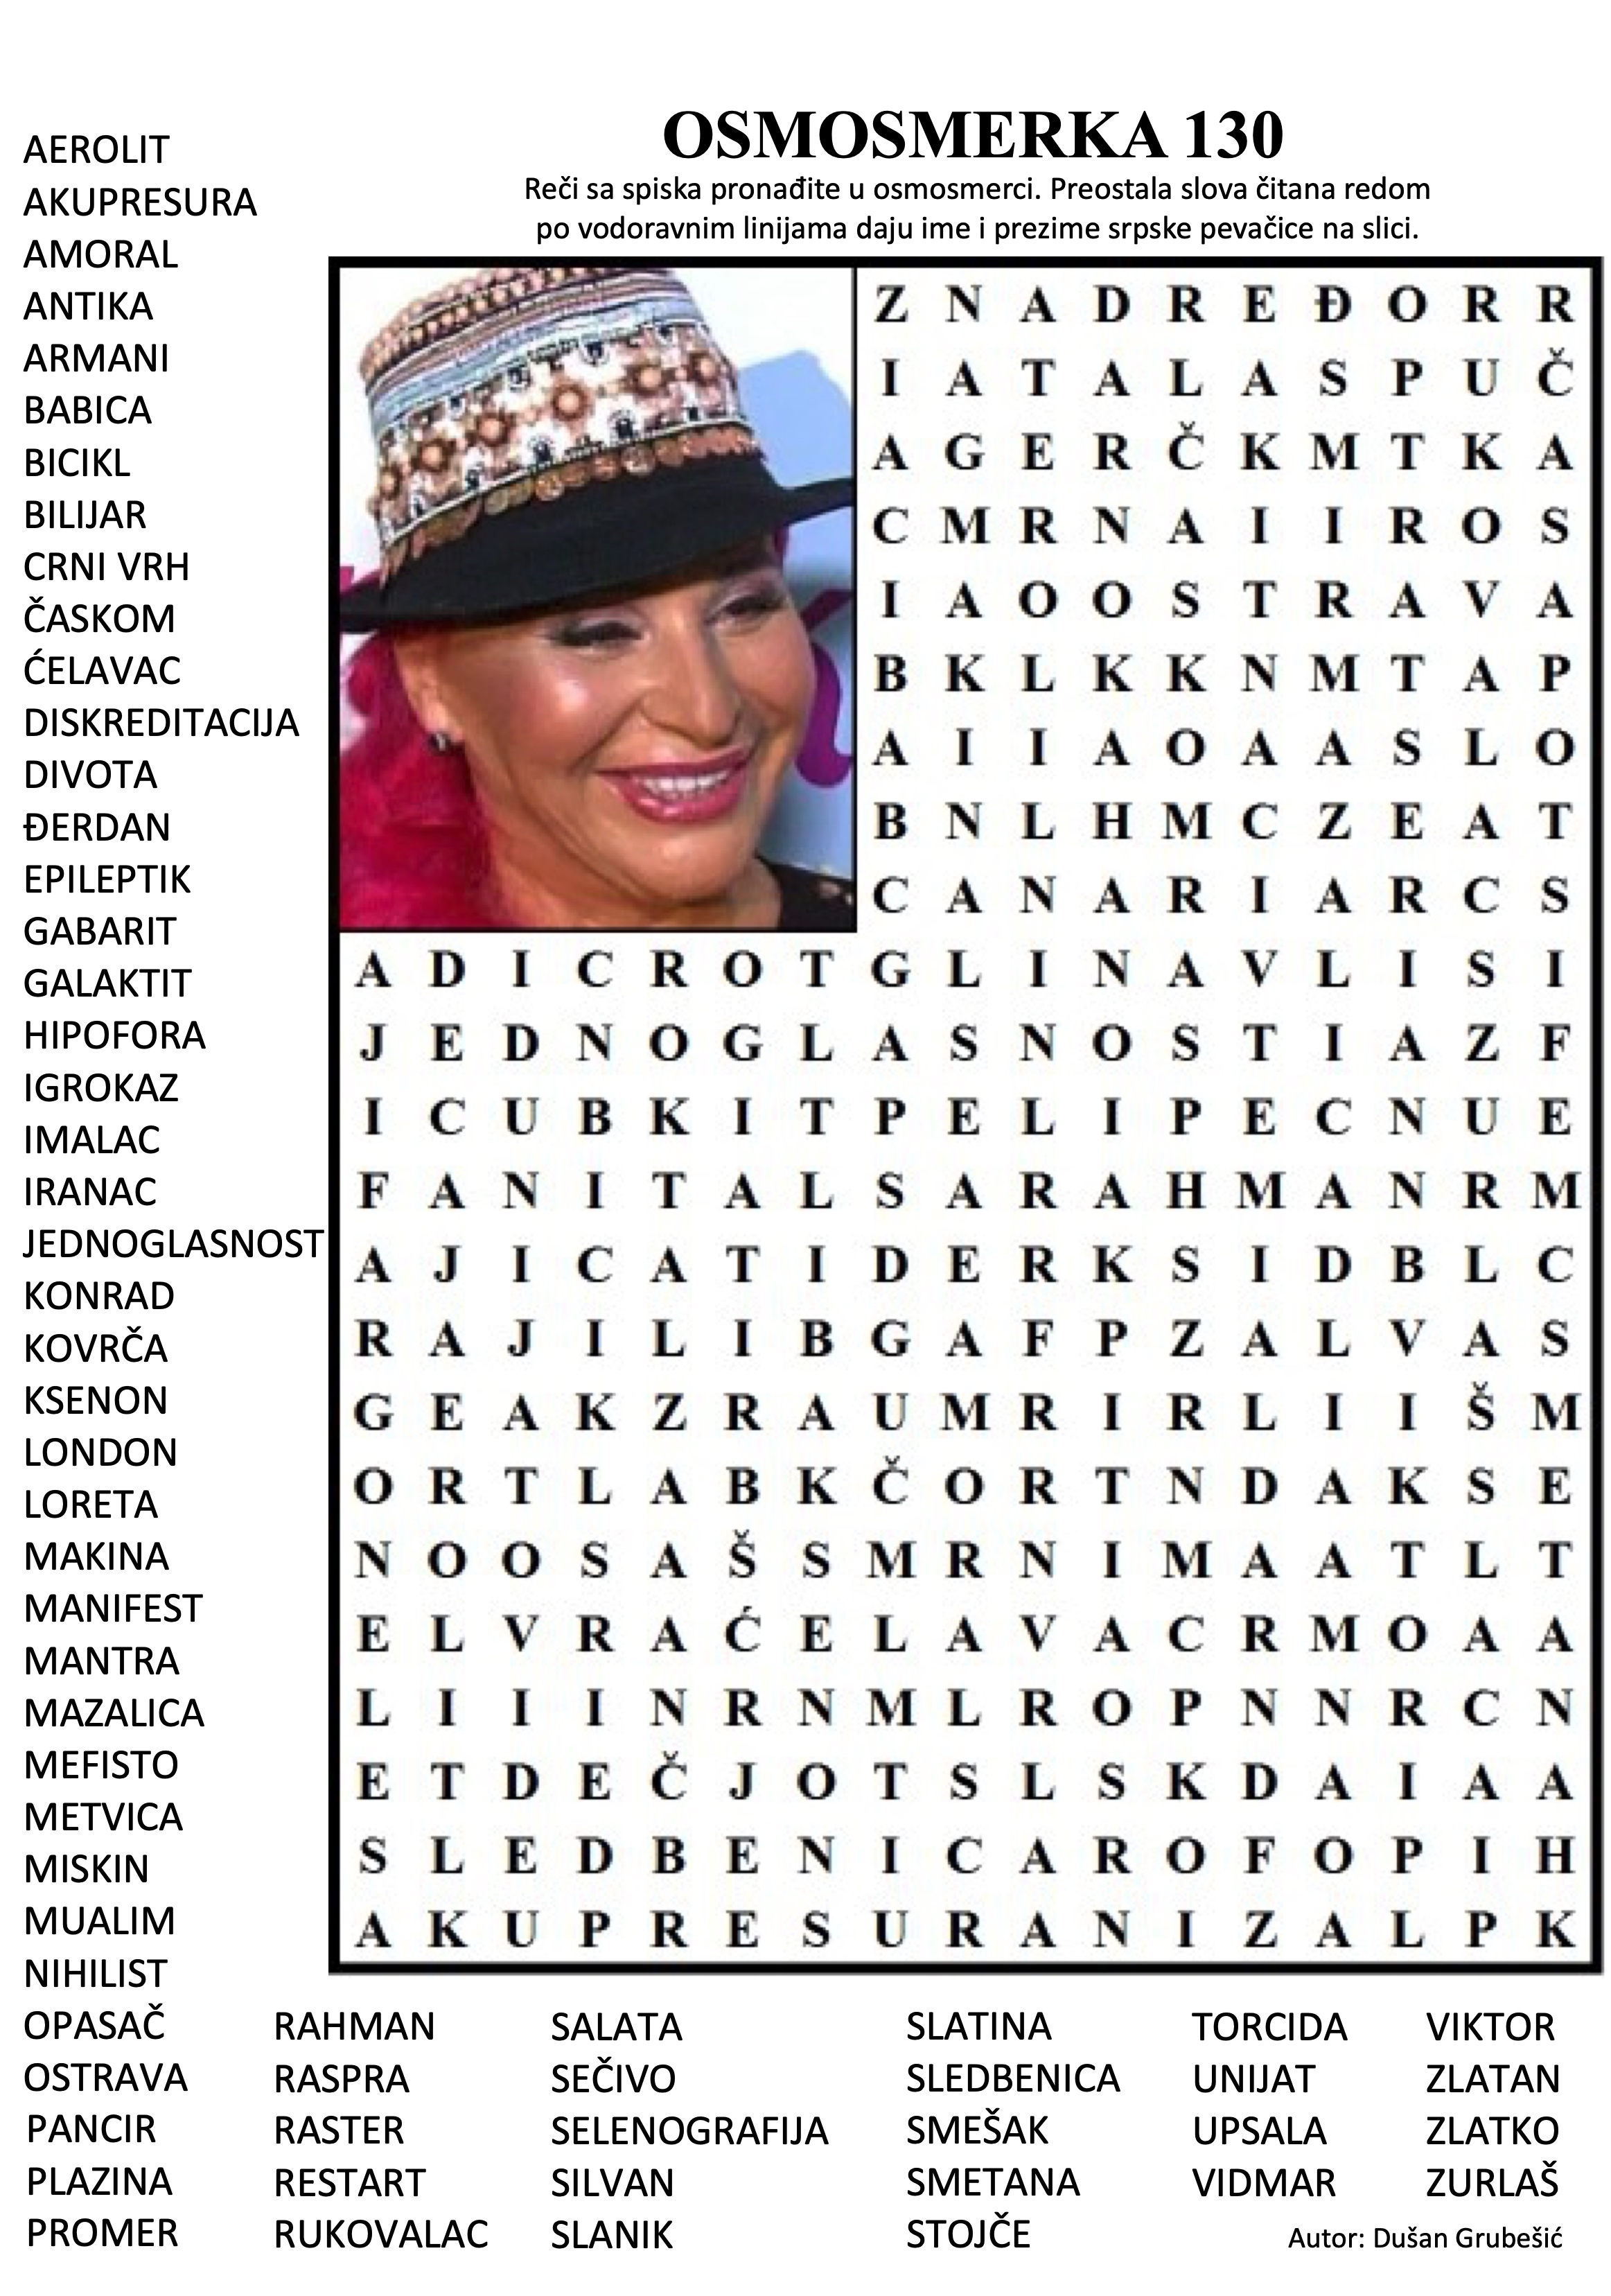 OSMOSMERKA 130
Reči sa spiska pronađite u osmosmerci. Preostala slova čitana redom
po vodoravnim linijama daju ime i prezime srpske pevačice na slici.
AEROLIT
AKUPRESURA
AMORAL
ANTIKA
ARMANI
BABICA
BICIKL
BILIJAR
CRNI VRH
ČASKOM
ĆELAVAC
DISKREDITACIJA
DIVOTA
ĐERDAN
EPILEPTIK
GABARIT
GALAKTIT
HIPOFORA
IGROKAZ
IMALAC
IRANAC
JEDNOGLASNOST
KONRAD
KOVRČA
KSENON
LONDON
LORETA
MAKINA
MANIFEST
MANTRA
MAZALICA
MEFISTO
METVICA
MISKIN
MUALIM
NIHILIST
OPASAČ
OSTRAVA
PANCIR
PLAZINA
PROMER
Z N A D R E Đ O R R
I A T A L A S P U Č
A G E R Č K M T K A
C M R N A I I R O S
I A O O S T R A V A
B K L K K N M T A P
A I I A O A A S L O
B N L H M C Z E A T
C A N A R I A R C S
A D I C R O T G L I N A V L I S I
J E D N O G L A S N O S T I A Z F
I C U B K I T P E L I P E C N U E
F A N I T A L S A R A H M A N R M
A J I C A T I D E R K S I D B L C
R A J I L I B G A F P Z A L V A S
G E A K Z R A U M R I R L I I Š M
O R T L A B K Č O R T N D A K S E
N O O S A Š S M R N I M A A T L T
E L V R A Ć E L A V A C R M O A A
L I I I N R N M L R O P N N R C N
E T D E Č J O T S L S K D A I A A
S L E D B E N I C A R O F O P I H
A K U P R E S U R A N I Z A L P K
RAHMAN
RASPRA
RASTER
RESTART
RUKOVALAC
SALATA
SEČIVO
SELENOGRAFIJA
SILVAN
SLANIK
SLATINA
SLEDBENICA
SMEŠAK
SMETANA
STOJČE
TORCIDA
UNIJAT
UPSALA
VIDMAR
VIKTOR
ZLATAN
ZLATKO
ZURLAŠ
Autor: Dušan Grubešić